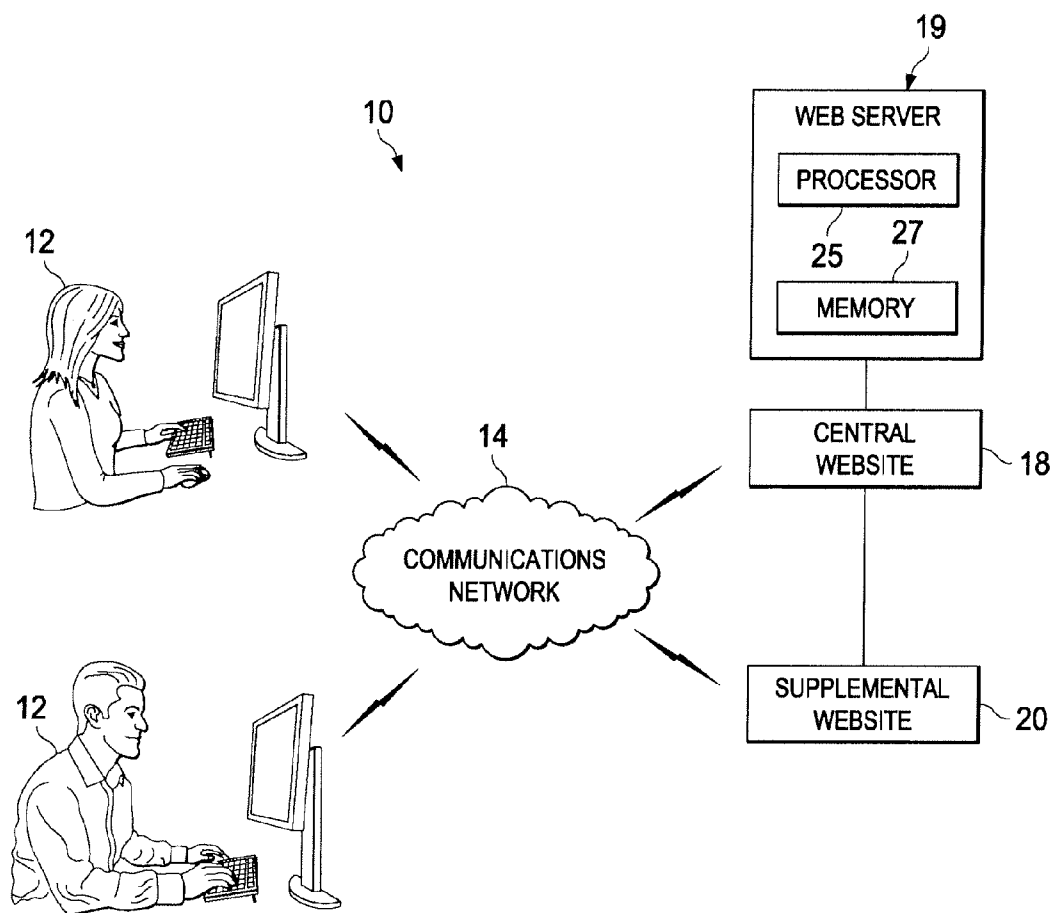 19
WEB SERVER
10
PROCESSOR
12
25
27
MEMORY
14
CENTRAL
WEBSITE
18
COMMUNICATIONS
NETWORK
12
SUPPLEMENTAL
WEBSITE
20